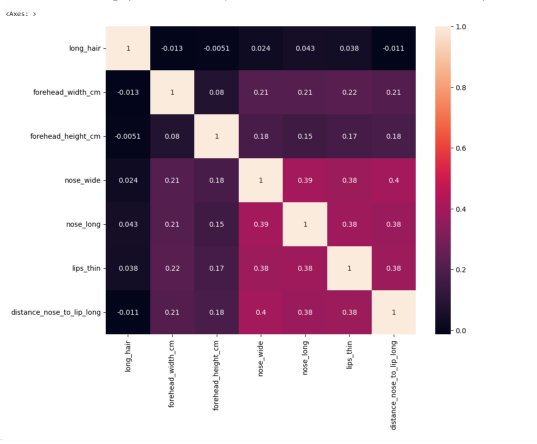 <Axes: >
long_hair 1 -0.013 -0.0051 0.024 0.043 0.038 -0.011
forehead_width_cm -0.013 1 0.08 0.21 0.21 0.22 0.21
forehead_height_cm -0.0051 0.08 1 0.18 0.15 0.17 0.18
nose_wide 0.024 0.21 0.18 1 0.39 0.38 0.4
nose_long 0.043 0.21 0.15 0.39 1 0.38 0.38
lips_thin 0.038 0.22 0.17 0.38 0.38 1 0.38
distance_nose_to_lip_long -0.011 0.21 0.18 0.4 0.38 0.38 1
long_hair
forehead_width_cm
forehead_height_cm
nose_wide
nose_long
lips_thin
distance_nose_to_lip_long
1.0
0.8
0.6
0.4
0.2
0.0